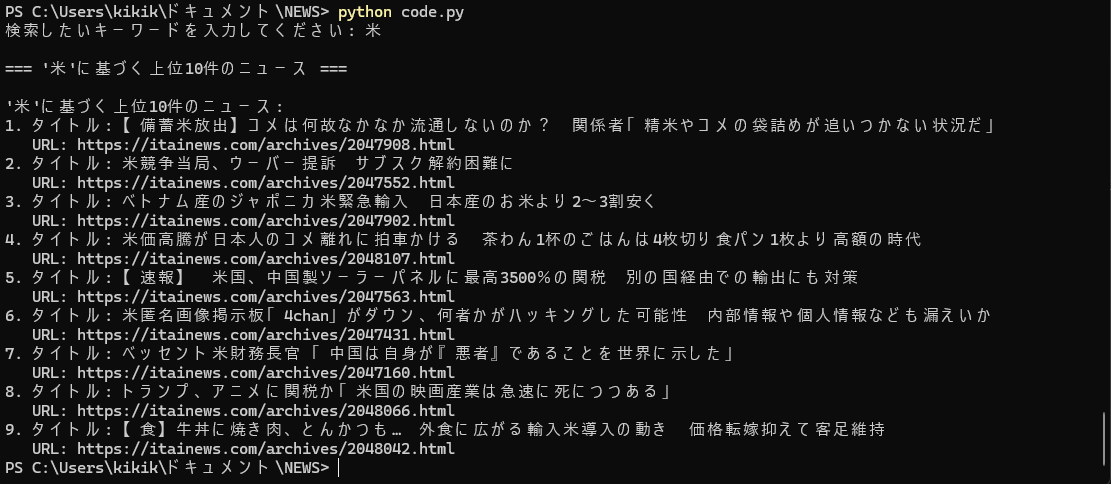 PS C:\Users\kikik\ドキュメント\NEWS> python code.py
検索したいキーワードを入力してください: 米
=== '米'に基づく上位10件のニュース ===
'米'に基づく上位10件のニュース:
1. タイトル:【備蓄米放出】コメは何故なかなか流通しないのか？　関係者「精米やコメの袋詰めが追いつかない状況だ」
URL: https://itainews.com/archives/2047908.html
2. タイトル: 米競争当局、ウーバー提訴　サブスク解約困難に
URL: https://itainews.com/archives/2047552.html
3. タイトル: ベトナム産のジャポニカ米緊急輸入　日本産のお米より2～3割安く
URL: https://itainews.com/archives/2047902.html
4. タイトル: 米価高騰が日本人のコメ離れに拍車かける　茶わん1杯のごはんは4枚切り食パン1枚より高額の時代
URL: https://itainews.com/archives/2048107.html
5. タイトル:【速報】　米国、中国製ソーラーパネルに最高3500%の関税　別の国経由での輸出にも対策
URL: https://itainews.com/archives/2047563.html
6. タイトル: 米匿名画像掲示板「4chan」がダウン、何者かがハッキングした可能性　内部情報や個人情報なども漏えいか
URL: https://itainews.com/archives/2047431.html
7. タイトル: ベッセント米財務長官「中国は自身が『悪者』であることを世界に示した」
URL: https://itainews.com/archives/2047160.html
8. タイトル: トランプ、アニメに関税か「米国の映画産業は急速に死につつある」
URL: https://itainews.com/archives/2048066.html
9. タイトル:【食】牛丼に焼き肉、とんかつも…　外食に広がる輸入米導入の動き　価格転嫁抑えて客足維持
URL: https://itainews.com/archives/2048042.html
PS C:\Users\kikik\ドキュメント\NEWS>